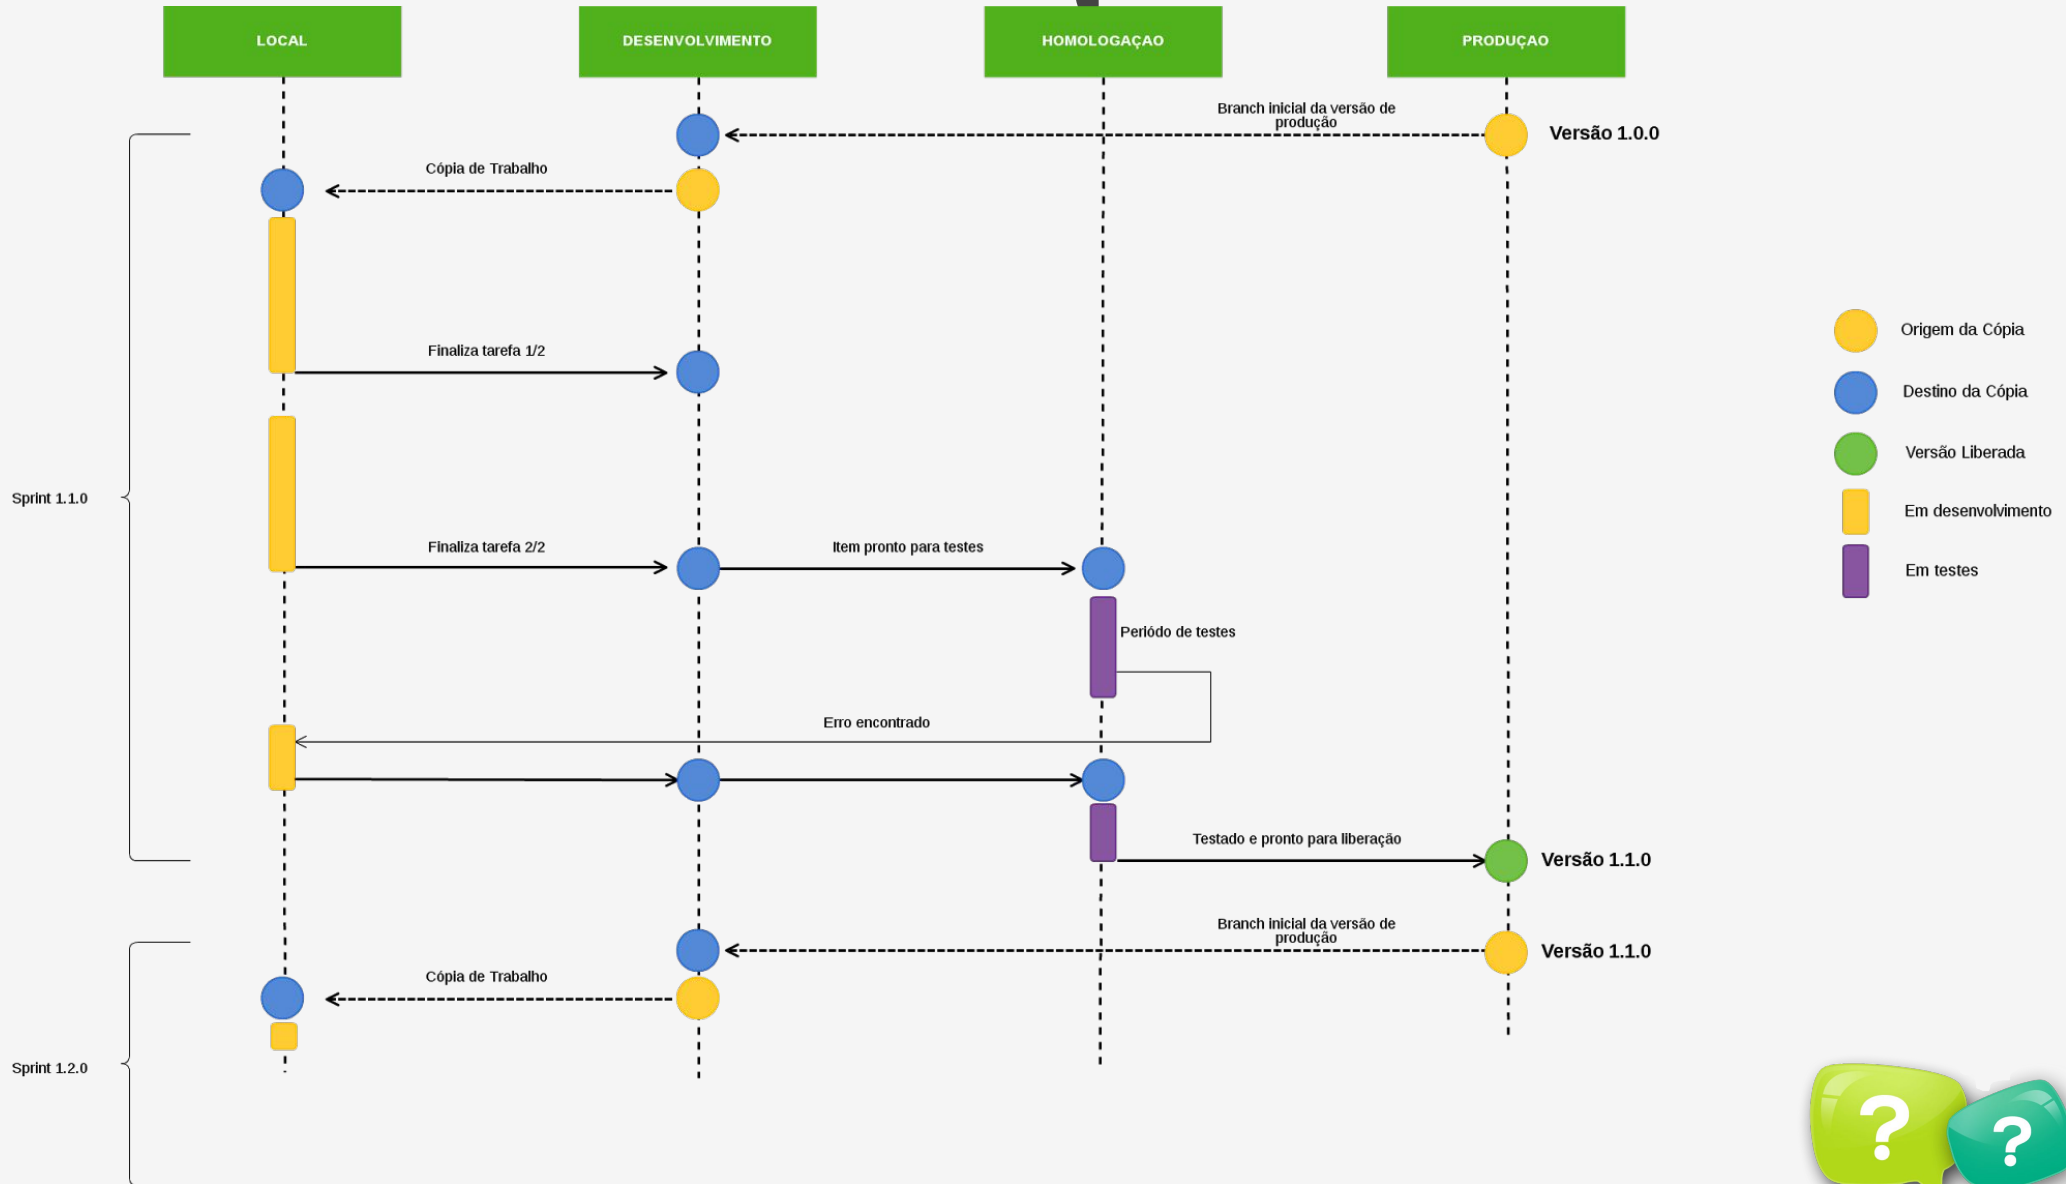 LOCAL
DESENVOLVIMENTO
HOMOLOGAÇAO
PRODUÇAO
Branch inicial da versão de
produção
Versão 1.0.0
Cópia de Trabalho
Origem da Cópia
Finaliza tarefa 1/2
Destino da Cópia
Versão Liberada
Sprint 1.1.0
Em desenvolvimento
Finaliza tarefa 2/2
Item pronto para testes
Em testes
Periódo de testes
Erro encontrado
Testado e pronto para liberação
Versão 1.1.0
Branch inicial da versão de
produção
Versão 1.1.0
Cópia de Trabalho
Sprint 1.2.0
?
?